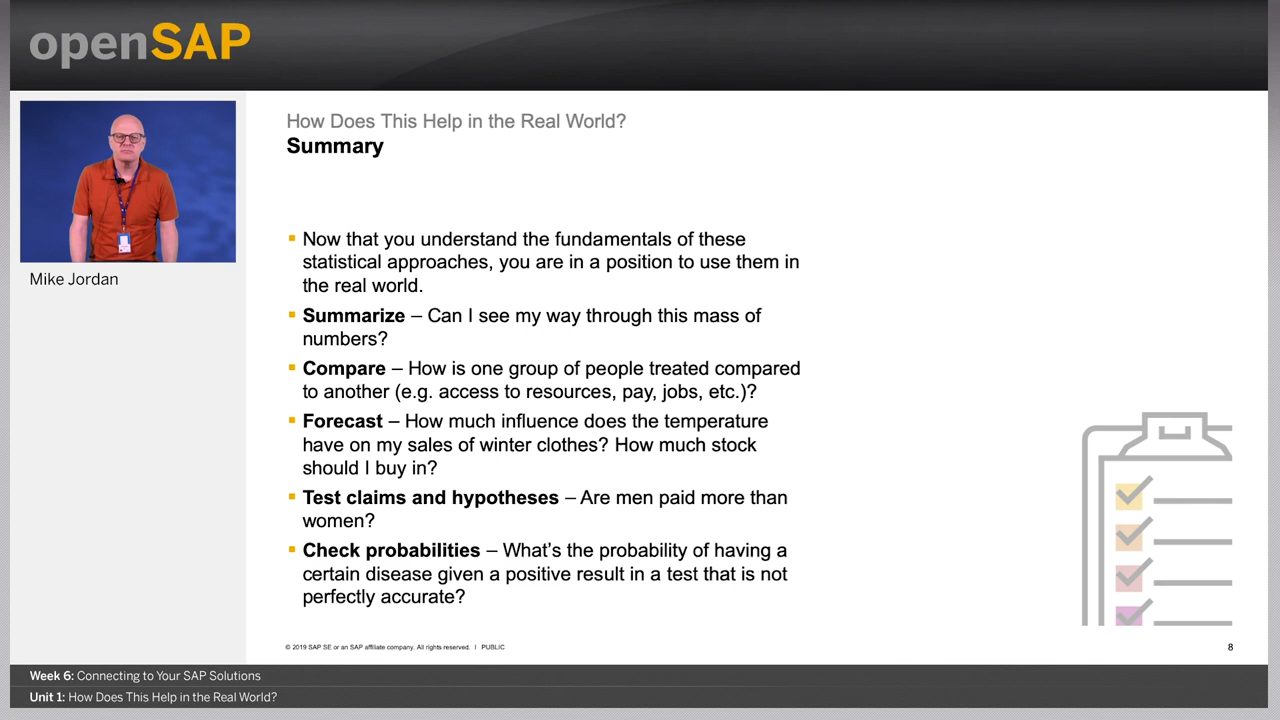 openSAP
Mike Jordan
How Does This Help in the Real World?
Summary
▪ Now that you understand the fundamentals of these
statistical approaches, you are in a position to use them in
the real world.
▪ Summarize – Can I see my way through this mass of
numbers?
▪ Compare – How is one group of people treated compared
to another (e.g. access to resources, pay, jobs, etc.)?
▪ Forecast – How much influence does the temperature
have on my sales of winter clothes? How much stock
should I buy in?
▪ Test claims and hypotheses – Are men paid more than
women?
▪ Check probabilities – What’s the probability of having a
certain disease given a positive result in a test that is not
perfectly accurate?
© 2019 SAP SE or an SAP affiliate company. All rights reserved. ǀ PUBLIC
8
Week 6: Connecting to Your SAP Solutions
Unit 1: How Does This Help in the Real World?